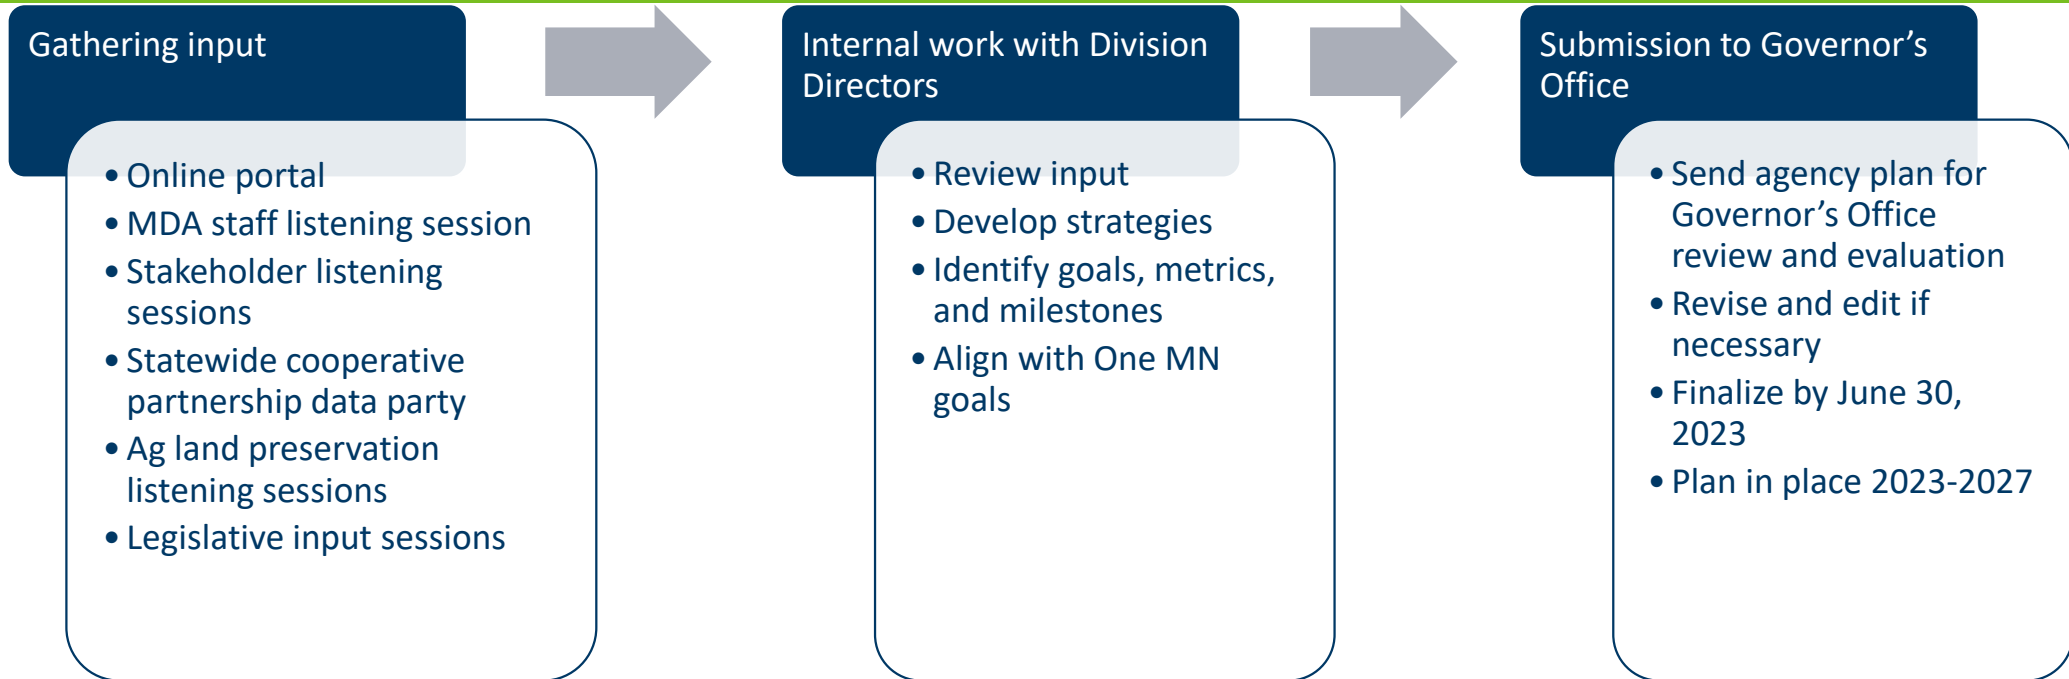 Gathering input
• Online portal
• MDA staff listening session
• Stakeholder listening
sessions
• Statewide cooperative
partnership data party
• Ag land preservation
listening sessions
• Legislative input sessions
Internal work with Division
Directors
• Review input
• Develop strategies
• Identify goals, metrics,
and milestones
• Align with One MN
goals
Submission to Governor’s
Office
• Send agency plan for
Governor’s Office
review and evaluation
• Revise and edit if
necessary
• Finalize by June 30,
2023
• Plan in place 2023-2027